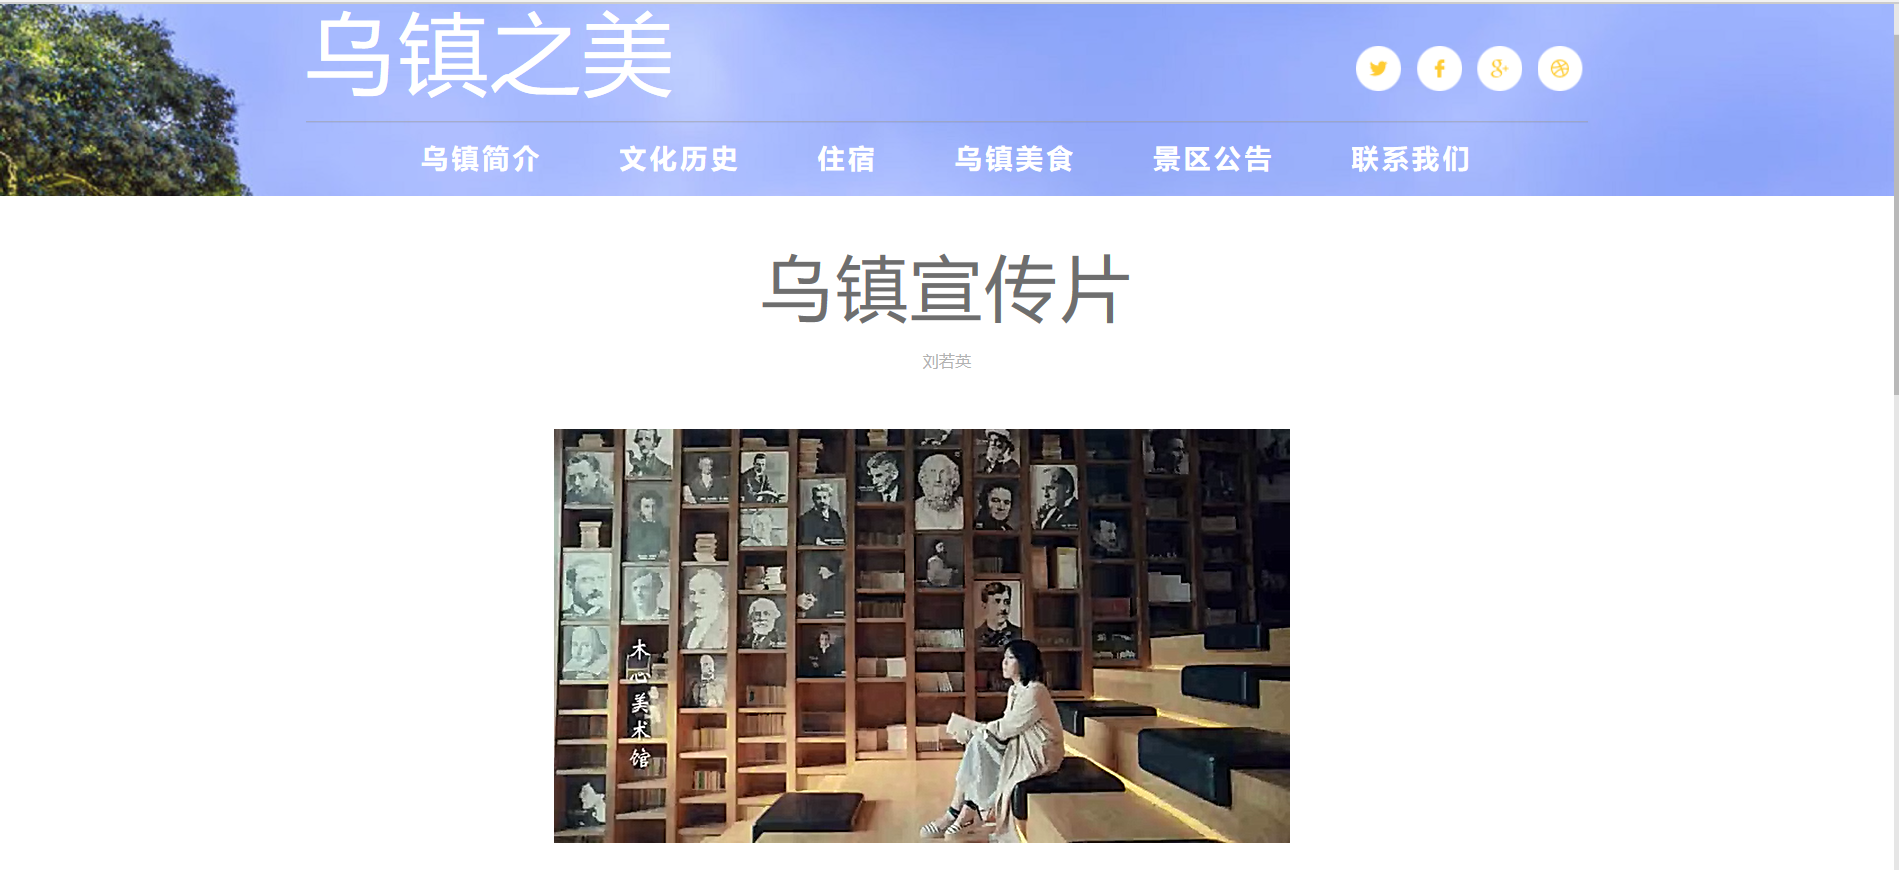 乌镇之美
乌镇简介 文化历史 住宿 乌镇美食 景区公告 联系我们
乌镇宣传片
刘若英
木心美术馆